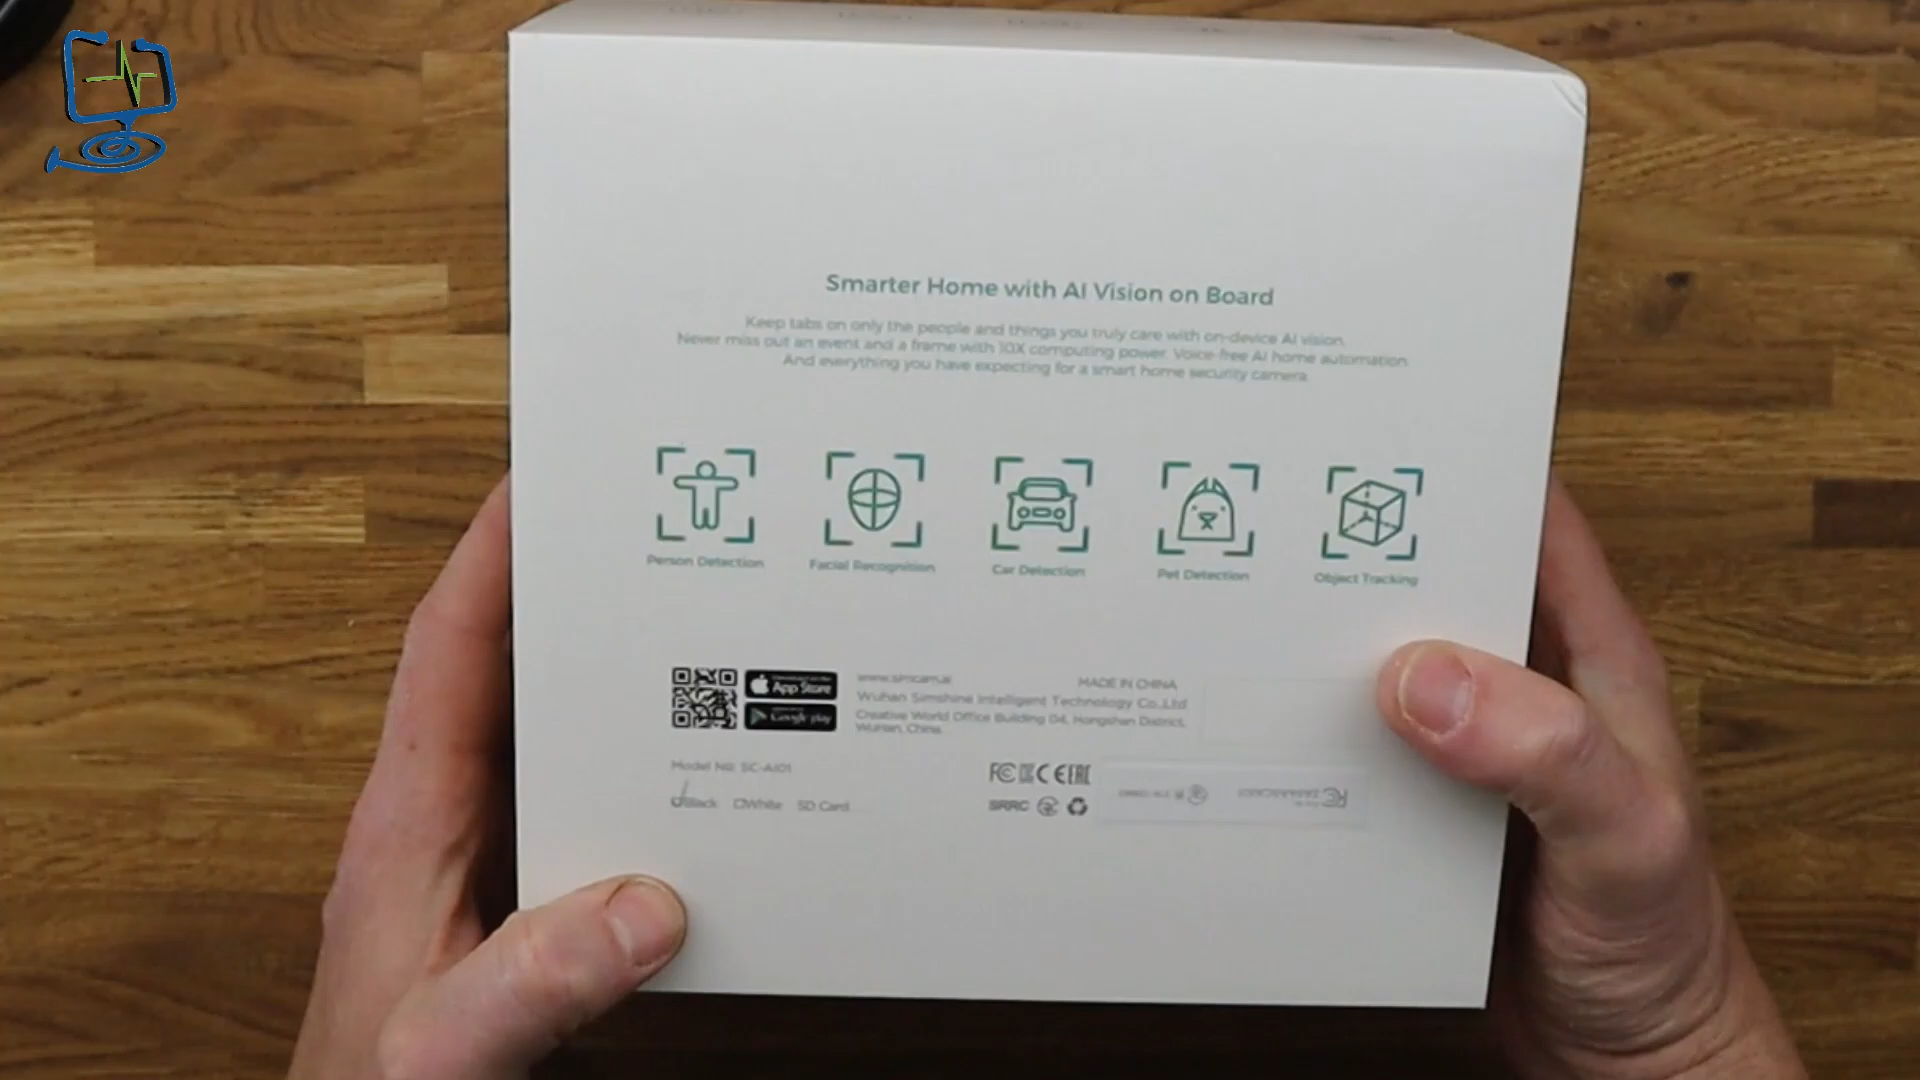 Smarter Home with AI Vision on Board
Keep tabs on only the people and things you truly care with on-device AI vision.
Never miss out an event and a frame with 10X computing power. Voice-free AI home automation.
And everything you have expecting for a smart home security camera.
Person Detection
Facial Recognition
Car Detection
Pet Detection
Object Tracking
App Store
Google play
www.simcam.ai
MADE IN CHINA
Wuhan Simshine Intelligent Technology Co.,Ltd
Creative World Office Building 04, Hongshan District,
WuHan, China
Model No: SC-AI01
Black White SD Card
FC CE EAC
SRRC